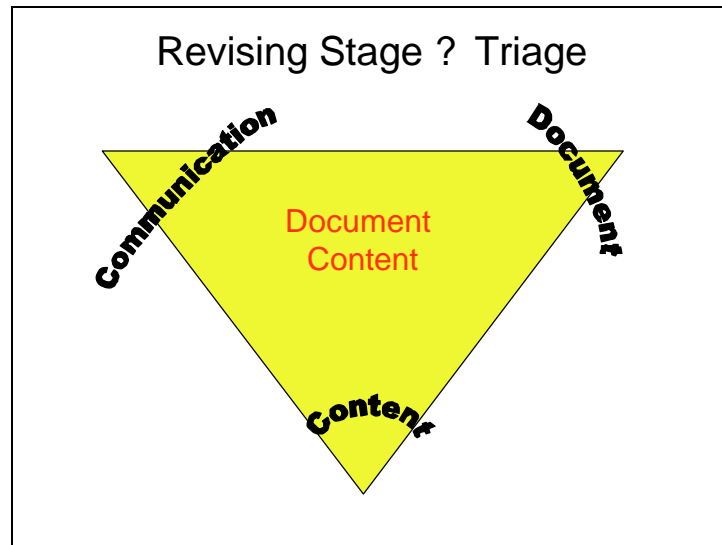 Revising Stage ? Triage
Communication
Document
Document
Content
Content